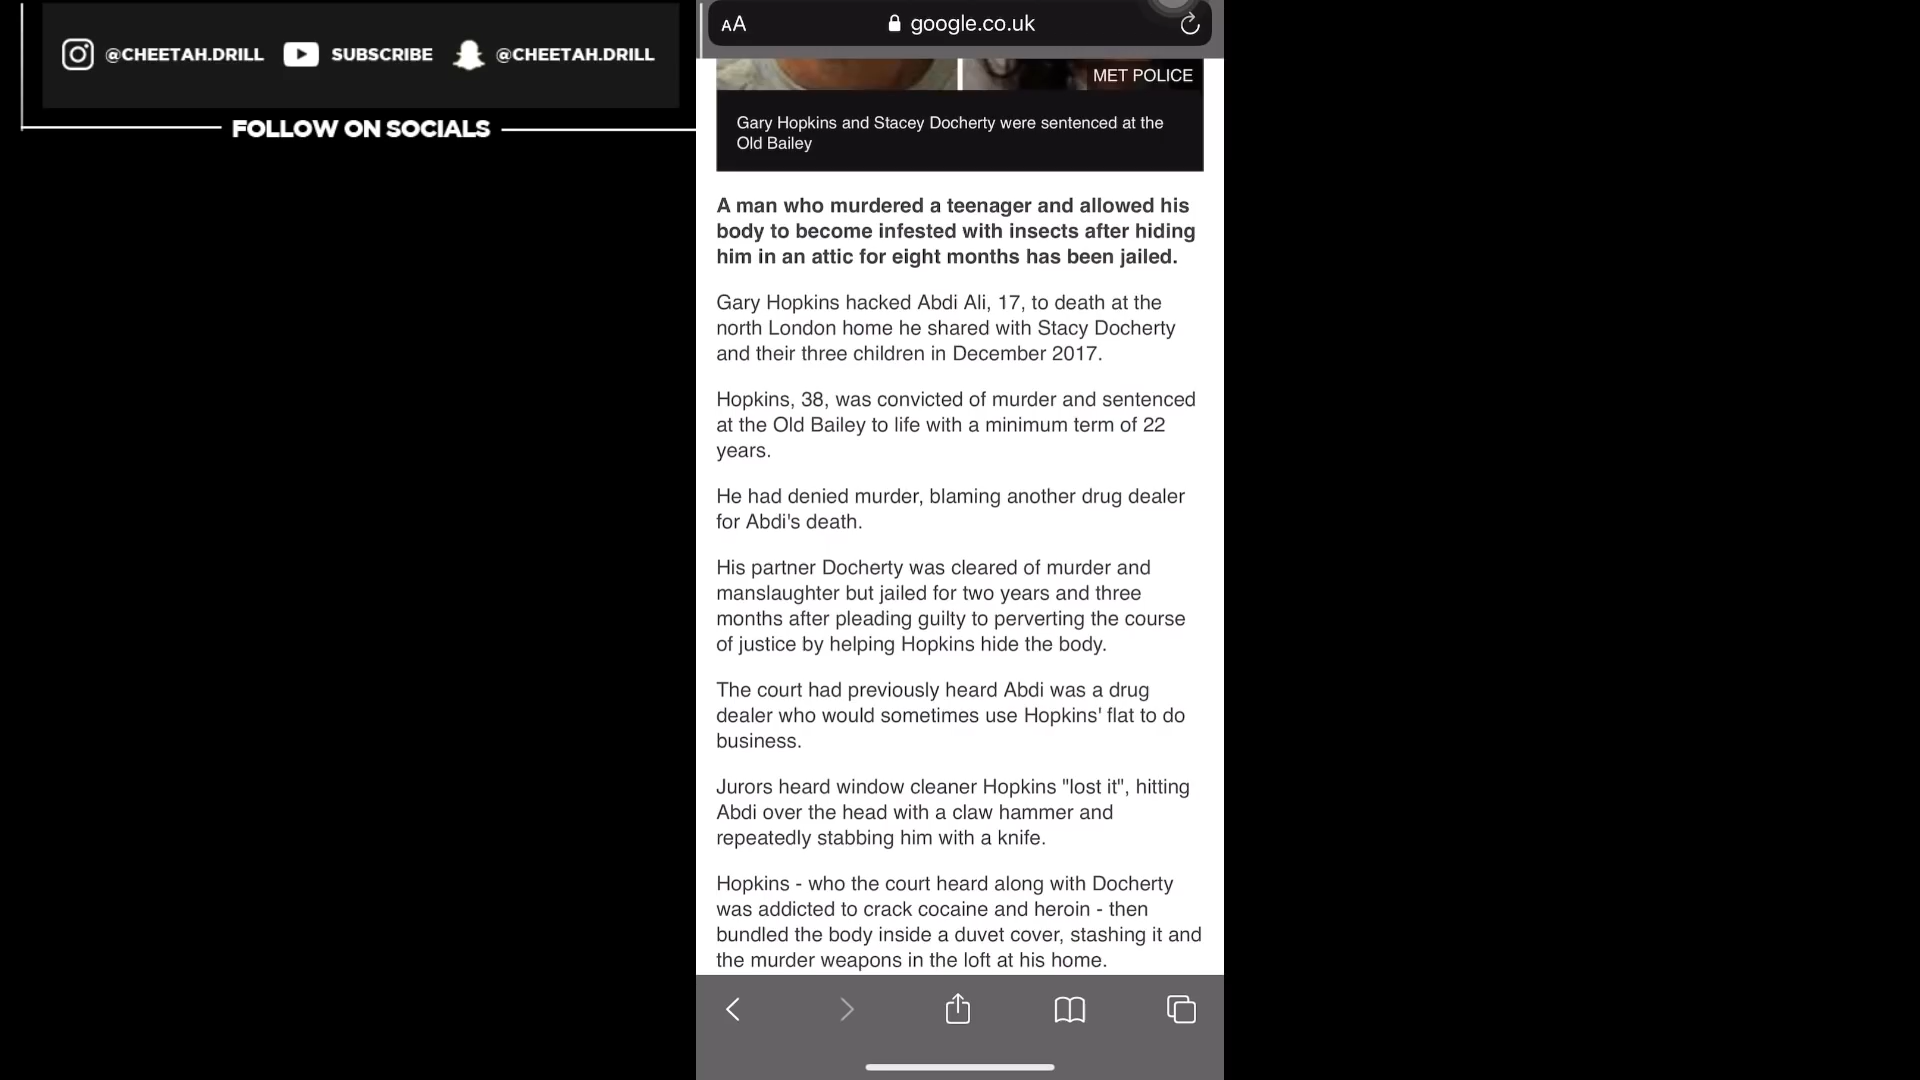 @CHEETAH.DRILL SUBSCRIBE @CHEETAH.DRILL
FOLLOW ON SOCIALS
AA google.co.uk
MET POLICE
Gary Hopkins and Stacey Docherty were sentenced at the
Old Bailey
A man who murdered a teenager and allowed his
body to become infested with insects after hiding
him in an attic for eight months has been jailed.
Gary Hopkins hacked Abdi Ali, 17, to death at the
north London home he shared with Stacy Docherty
and their three children in December 2017.
Hopkins, 38, was convicted of murder and sentenced
at the Old Bailey to life with a minimum term of 22
years.
He had denied murder, blaming another drug dealer
for Abdi's death.
His partner Docherty was cleared of murder and
manslaughter but jailed for two years and three
months after pleading guilty to perverting the course
of justice by helping Hopkins hide the body.
The court had previously heard Abdi was a drug
dealer who would sometimes use Hopkins' flat to do
business.
Jurors heard window cleaner Hopkins "lost it", hitting
Abdi over the head with a claw hammer and
repeatedly stabbing him with a knife.
Hopkins - who the court heard along with Docherty
was addicted to crack cocaine and heroin - then
bundled the body inside a duvet cover, stashing it and
the murder weapons in the loft at his home.